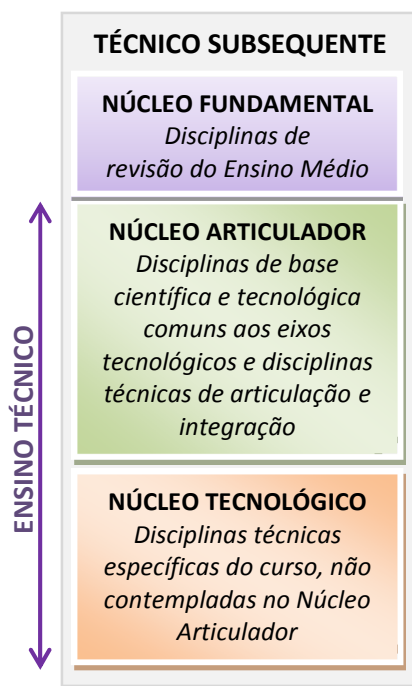 TÉCNICO SUBSEQUENTE
NÚCLEO FUNDAMENTAL
Disciplinas de
revisão do Ensino Médio
ENSINO TÉCNICO
NÚCLEO ARTICULADOR
Disciplinas de base
científica e tecnológica
comuns aos eixos
tecnológicos e disciplinas
técnicas de articulação e
integração
NÚCLEO TECNOLÓGICO
Disciplinas técnicas
específicas do curso, não
contempladas no Núcleo
Articulador